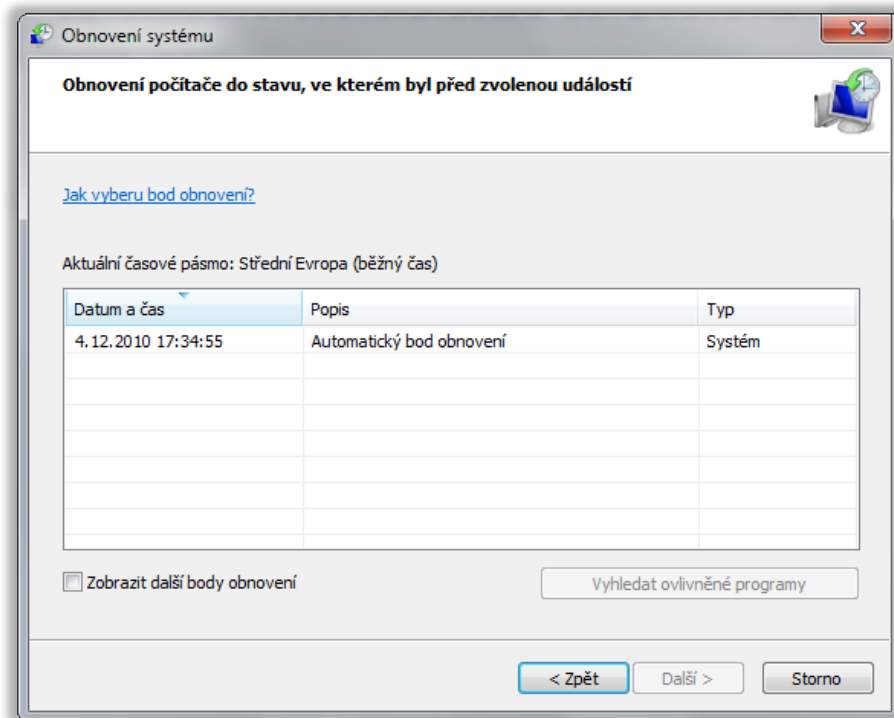 Obnovení systému
Obnovení počítače do stavu, ve kterém byl před zvolenou událostí
Jak vyberu bod obnovení?
Aktuální časové pásmo: Střední Evropa (běžný čas)
Datum a čas Popis Typ
4.12.2010 17:34:55 Automatický bod obnovení Systém
Zobrazit další body obnovení Vyhledat ovlivněné programy
< Zpět Další > Storno